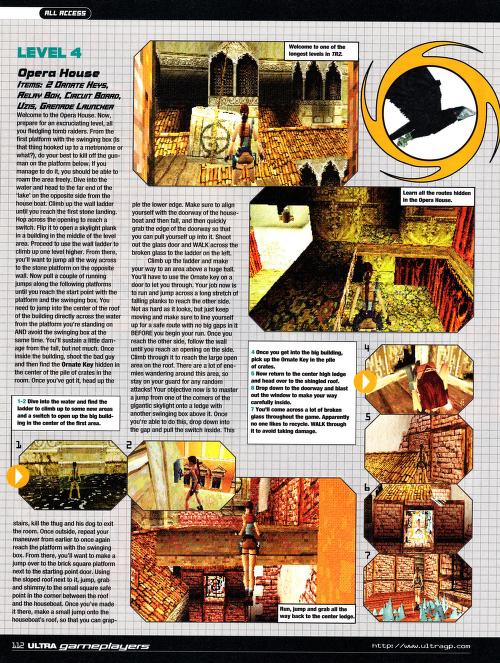 ALL ACCESS
LEVEL 4
Opera House
Items: 2 Ornate Keys,
Relay Box, Circuit Board,
Uzis, Grenade Launcher
Welcome to the Opera House. Now,
prepare for an excruciating level, all
you fledgling tomb raiders. From the
first platform with the swinging box (is
that thing hooked up to a metronome or
what?), do your best to kill off the gun-
man on the platform below. If you
manage to do it, you should be able to
roam the area freely. Dive into the
water and head to the far end of the
'lake' on the opposite side from the
house boat. Climb up the wall ladder
until you reach the first stone landing.
Hop across the opening to reach a
switch. Flip it to open a skylight plank
in a building in the middle of the level
area. Proceed to use the wall ladder to
climb up one level higher. From there,
you'll want to jump all the way across
to the stone platform on the opposite
wall. Now pull a couple of running
jumps along the following platforms
until you reach the start point with the
platform and the swinging box. You
need to jump into the center of the roof
of the building directly across the water
from the platform you're standing on
AND avoid the swinging box at the
same time. You'll sustain a little dam-
age from the fall, but not much. Once
inside the building, shoot the bad guy
and then find the Ornate Key hidden in
the center of the pile of crates in the
room. Once you've got it, head up the
1-2 Dive into the water and find the
ladder to climb up to some new areas
and a switch to open up the big build-
ing in the center of the first area.
1
2
stairs, kill the thug and his dog to exit
the room. Once outside, repeat your
maneuver from earlier to once again
reach the platform with the swinging
box. From there, you'll want to make a
jump over to the brick square platform
next to the starting point door. Using
the sloped roof next to it, jump, grab
and shimmy to the small square safe
point in the corner between the roof
and the houseboat. Once you've made
it there, make a small jump onto the
houseboat's roof, so that you can grap-
ple the lower edge. Make sure to align
yourself with the doorway of the house-
boat and then fall, and then quickly
grab the edge of the doorway so that
you can pull yourself up into it. Shoot
out the glass door and WALK across the
broken glass to the ladder on the left.
Climb up the ladder and make
your way to an area above a huge ball.
You'll have to use the Ornate key on a
door to let you through. Your job now is
to run and jump across a long stretch of
falling planks to reach the other side.
Not as hard as it looks, but just keep
moving and make sure to line yourself
up for a safe route with no big gaps in it
BEFORE you begin your run. Once you
reach the other side, follow the wall
until you reach an opening on the side.
Climb through it to reach the large open
area on the roof. There are a lot of ene-
mies wandering around this area, so
stay on your guard for any random
attacks! Your objective now is to master
a jump from one of the corners of the
gigantic skylight onto a ledge with
another swinging box above it. Once
you're able to do this, drop down into
the gap and pull the switch inside. This
Welcome to one of the
longest levels in TR2.
Learn all the routes hidden
in the Opera House.
4 Once you get into the big building,
pick up the Ornate Key in the pile
of crates.
5 Now return to the center high ledge
and head over to the shingled roof.
6 Drop down to the doorway and blast
out the window to make your way
carefully inside.
7 You'll come across a lot of broken
glass throughout the game. Apparently
no one likes to recycle. WALK through
it to avoid taking damage.
4
5
6
7
Run, jump and grab all the
way back to the center ledge.
112 ULTRA gameplayers
http://www.ultragp.com